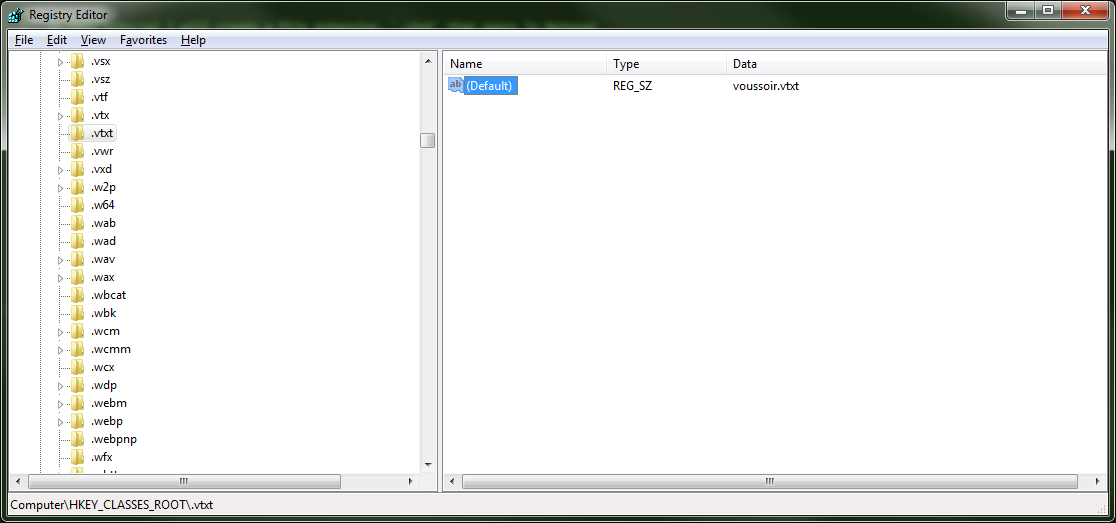 Registry Editor
File Edit View Favorites Help
.vsx
.vsz
.vtf
.vtx
.vtxt
.vwr
.vxd
.w2p
.w64
.wab
.wad
.wav
.wax
.wbcat
.wbk
.wcm
.wcmm
.wcx
.wdp
.webm
.webp
.webpnp
.wfx
Name Type Data
ab (Default) REG_SZ voussoir.vtxt
Computer\HKEY_CLASSES_ROOT\.vtxt